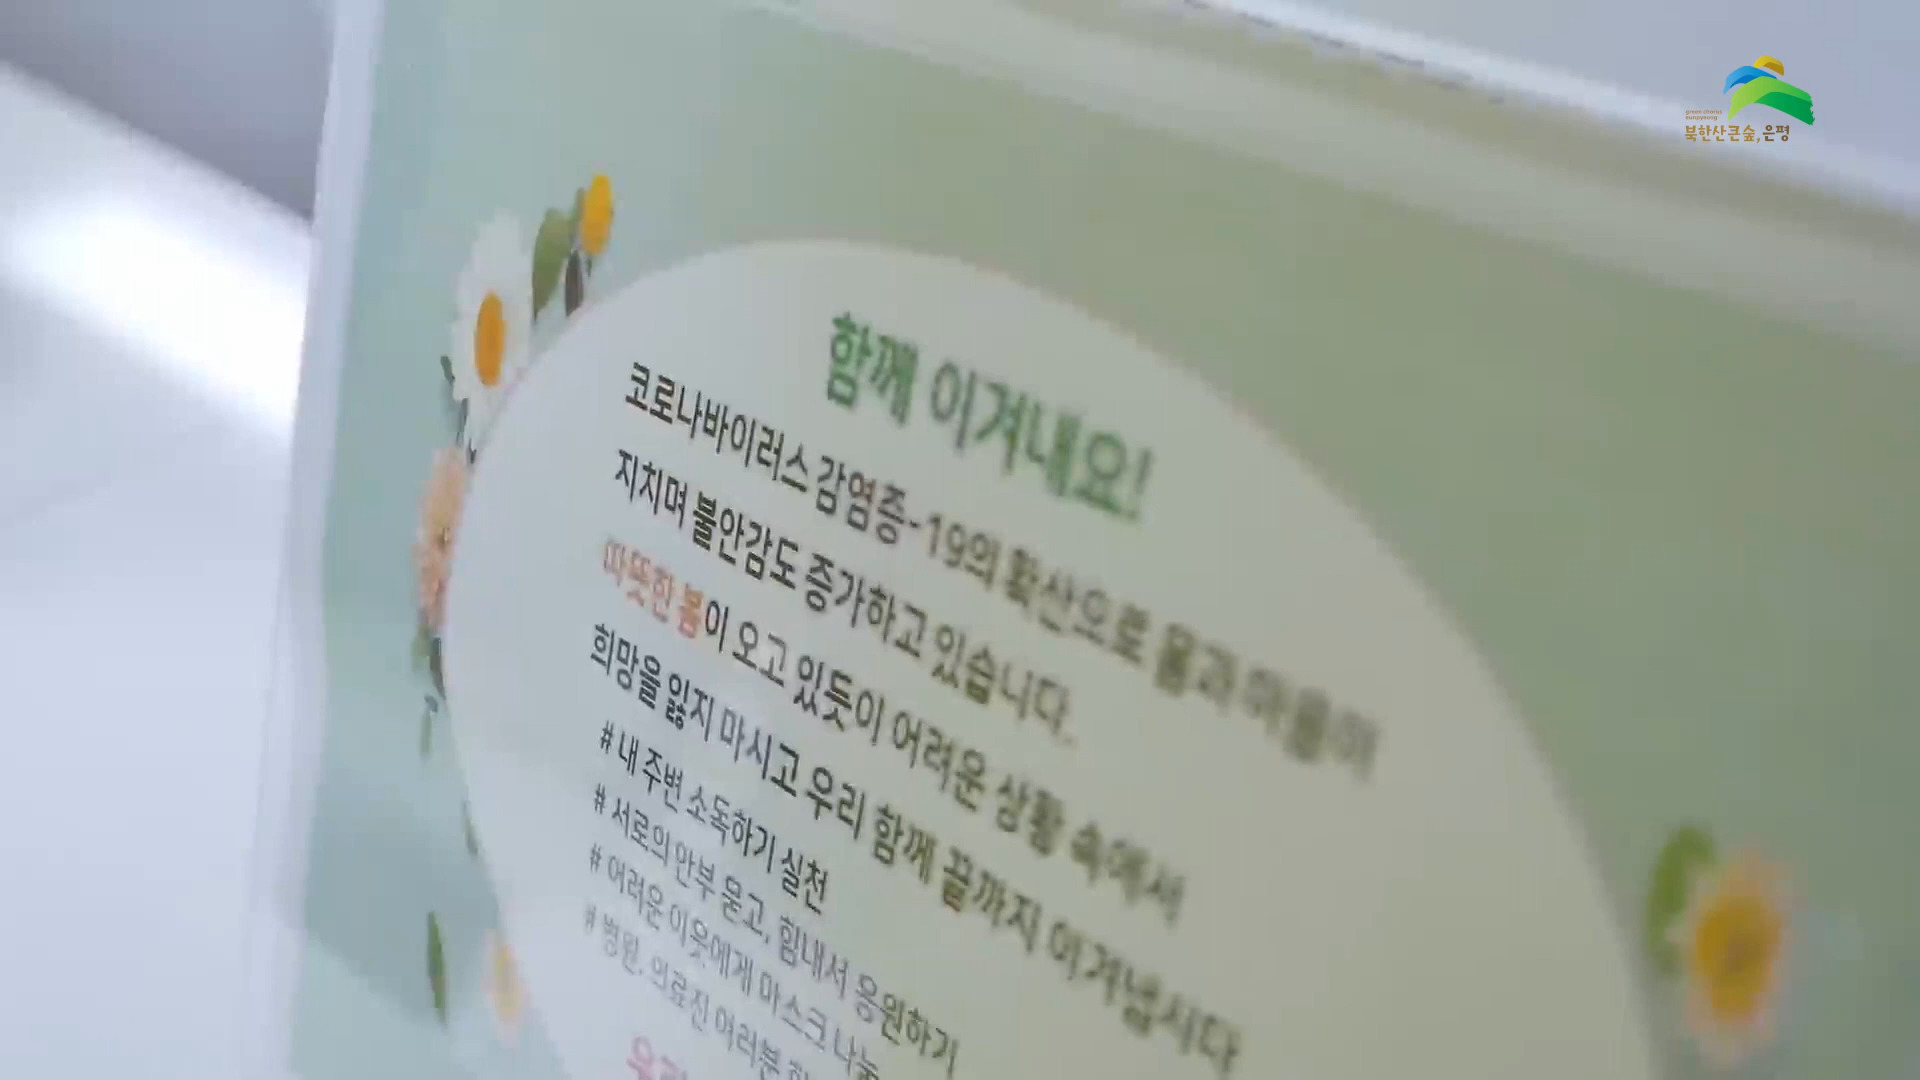 green chorus
eunpyeong
북한산큰숲, 은평
함께 이겨내요!
코로나바이러스 감염증-19의 확산으로 몸과 마음이
지치며 불안감도 증가하고 있습니다.
따뜻한 봄이 오고 있듯이 어려운 상황 속에서
희망을 잃지 마시고 우리 함께 끝까지 이겨냅시다
# 내 주변 소독하기 실천
# 서로의 안부 묻고, 힘내서 응원하기
# 어려운 이웃에게 마스크 나눔
# 병원, 의료진 여러분